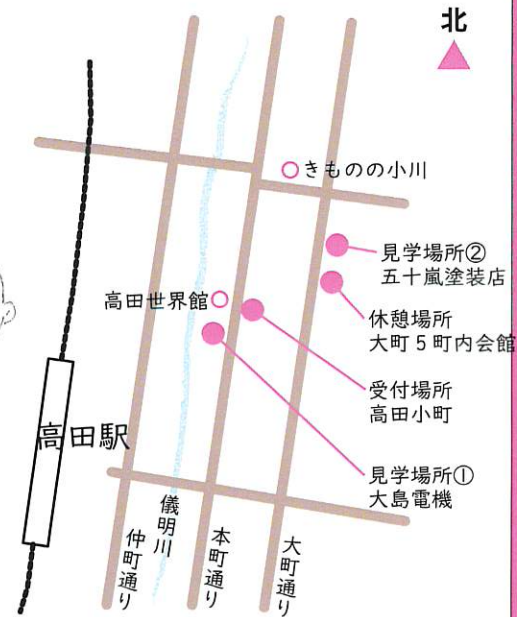 北
きものの小川
見学場所②
五十嵐塗装店
高田世界館
休憩場所
大町5町内会館
受付場所
高田小町
高田駅
見学場所①
大島電機
儀明川
仲町通り
本町通り
大町通り